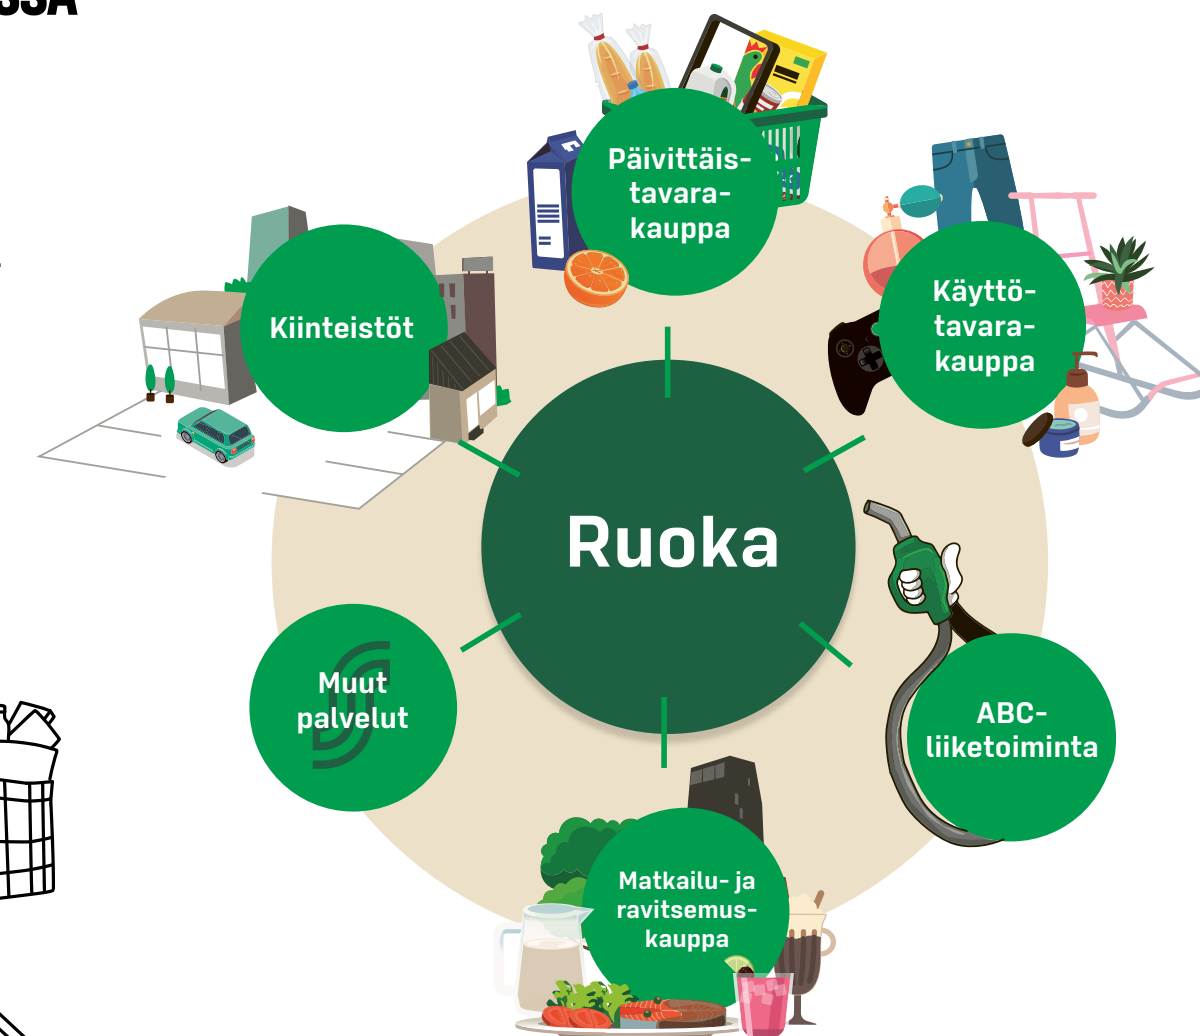 Päivittäis-
tavara-
kauppa
Käyttö-
tavara-
kauppa
Kiinteistöt
Ruoka
Muut
palvelut
ABC-
liiketoiminta
Matkailu- ja
ravitsemus-
kauppa